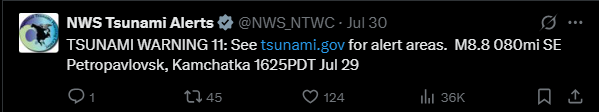 NWS Tsunami Alerts @NWS_NTWC · Jul 30
TSUNAMI WARNING 11: See tsunami.gov for alert areas. M8.8 080mi SE
Petropavlovsk, Kamchatka 1625PDT Jul 29
1 45 124 36K